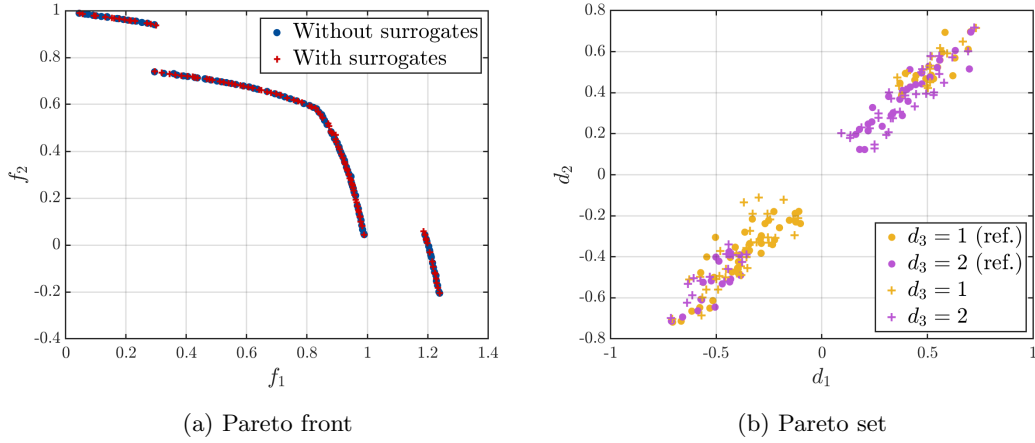 1
0.8
0.6
0.4
0.2
0
-0.2
-0.4
f2
0 0.2 0.4 0.6 0.8 1 1.2 1.4
f1
Without surrogates
With surrogates
(a) Pareto front
0.8
0.6
0.4
0.2
0
-0.2
-0.4
-0.6
-0.8
d2
-1 -0.5 0 0.5 1
d1
d3 = 1 (ref.)
d3 = 2 (ref.)
d3 = 1
d3 = 2
(b) Pareto set